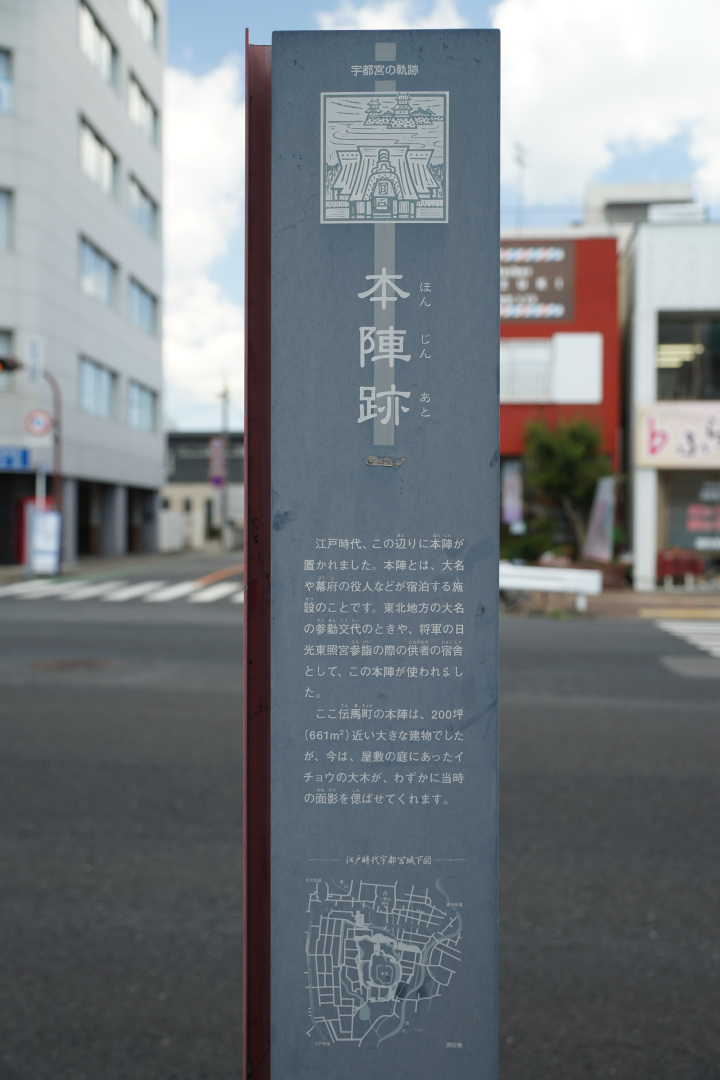 宇都宮の軌跡
本陣跡
ほんじんあと
江戸時代、この辺りに本陣が
置かれました。本陣とは、大名
や幕府の役人などが宿泊する施
設のことです。東北地方の大名
の参勤交代のときや、将軍の日
光東照宮参詣の際の供者の宿舎
として、この本陣が使われまし
た。
ここ伝馬町の本陣は、200坪
(661m²)近い大きな建物でした
が、今は、屋敷の庭にあったイ
チョウの大木が、わずかに当時
の面影を偲ばせてくれます。
江戸時代宇都宮城下図